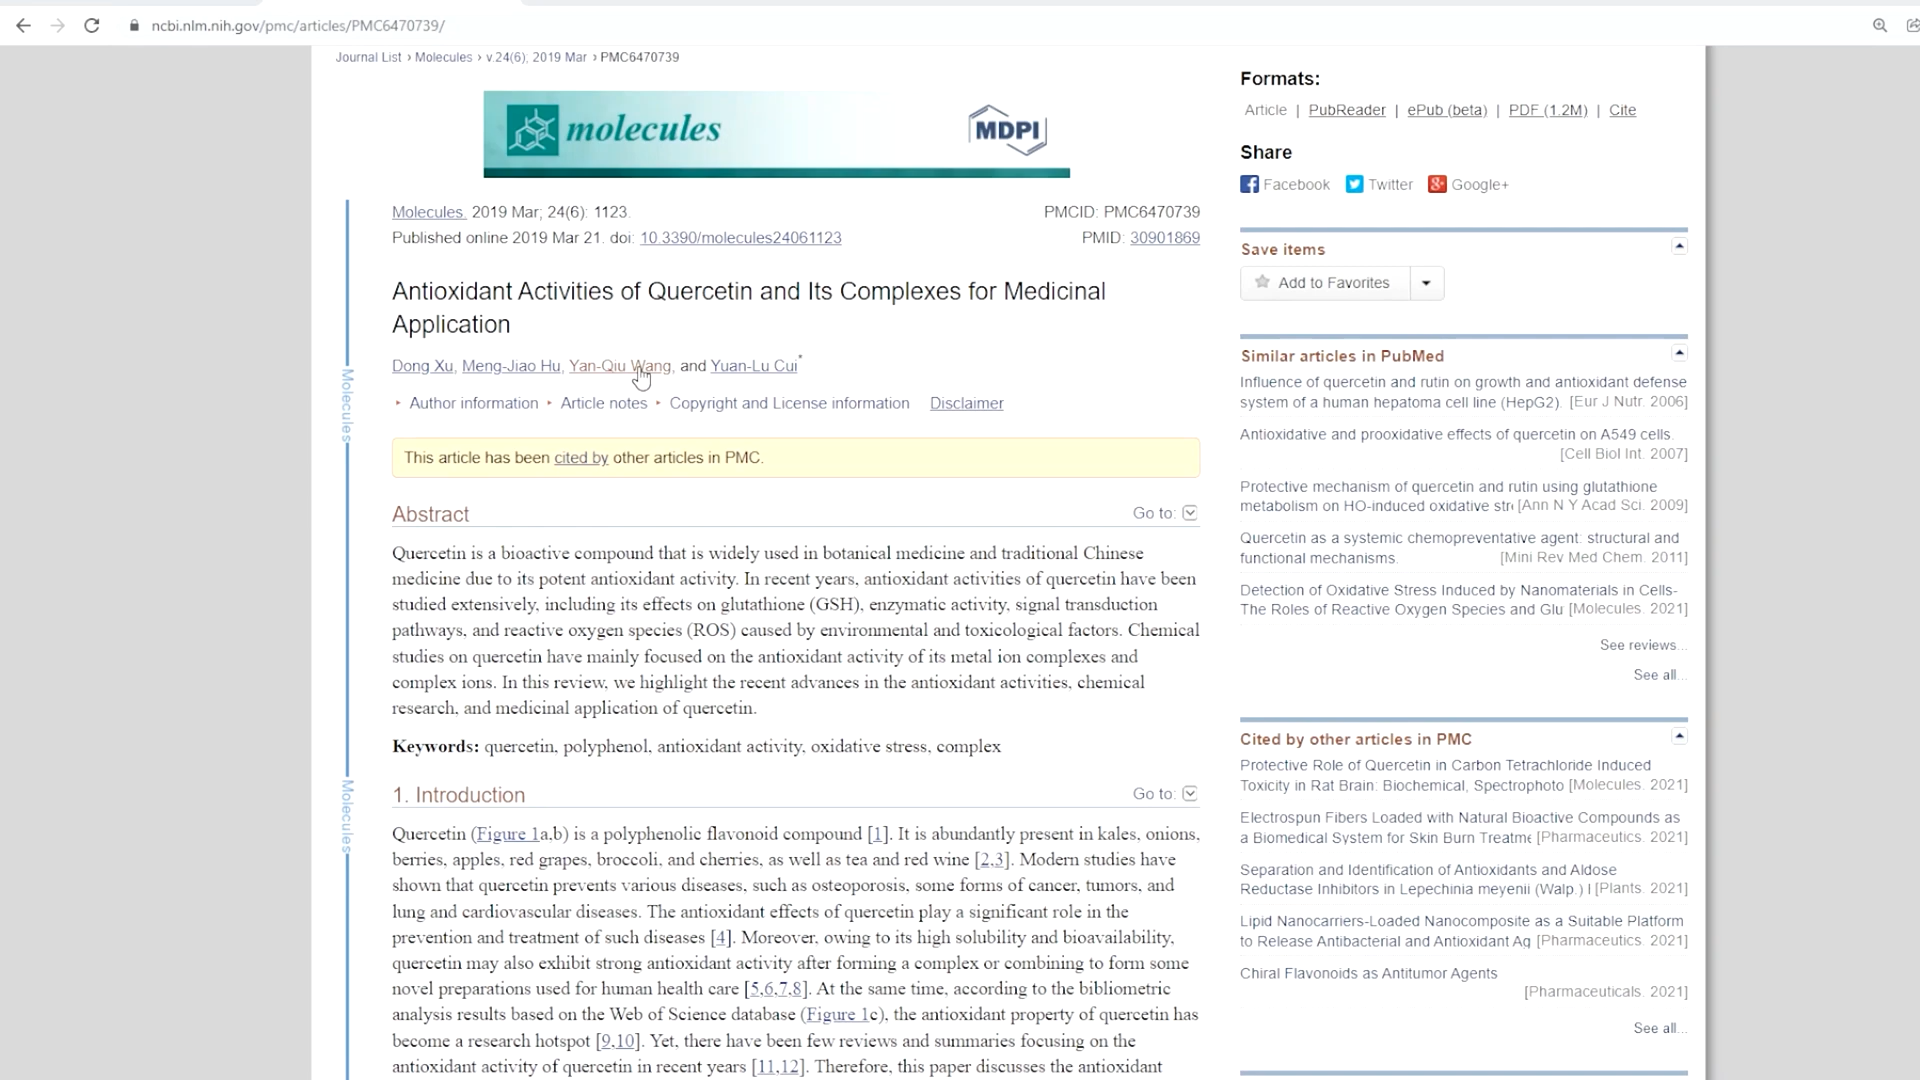 ncbi.nlm.nih.gov/pmc/articles/PMC6470739/
Journal List › Molecules › v.24(6); 2019 Mar › PMC6470739
molecules
MDPI
Molecules. 2019 Mar; 24(6): 1123.
PMCID: PMC6470739
Published online 2019 Mar 21. doi: 10.3390/molecules24061123
PMID: 30901869
Antioxidant Activities of Quercetin and Its Complexes for Medicinal
Application
Dong Xu, Meng-Jiao Hu, Yan-Qiu Wang, and Yuan-Lu Cui*
Author information
Article notes
Copyright and License information
Disclaimer
This article has been cited by other articles in PMC.
Abstract
Go to:
Quercetin is a bioactive compound that is widely used in botanical medicine and traditional Chinese
medicine due to its potent antioxidant activity. In recent years, antioxidant activities of quercetin have been
studied extensively, including its effects on glutathione (GSH), enzymatic activity, signal transduction
pathways, and reactive oxygen species (ROS) caused by environmental and toxicological factors. Chemical
studies on quercetin have mainly focused on the antioxidant activity of its metal ion complexes and
complex ions. In this review, we highlight the recent advances in the antioxidant activities, chemical
research, and medicinal application of quercetin.
Keywords: quercetin, polyphenol, antioxidant activity, oxidative stress, complex
1. Introduction
Go to:
Quercetin (Figure 1a,b) is a polyphenolic flavonoid compound [1]. It is abundantly present in kales, onions,
berries, apples, red grapes, broccoli, and cherries, as well as tea and red wine [2,3]. Modern studies have
shown that quercetin prevents various diseases, such as osteoporosis, some forms of cancer, tumors, and
lung and cardiovascular diseases. The antioxidant effects of quercetin play a significant role in the
prevention and treatment of such diseases [4]. Moreover, owing to its high solubility and bioavailability,
quercetin may also exhibit strong antioxidant activity after forming a complex or combining to form some
novel preparations used for human health care [5,6,7,8]. At the same time, according to the bibliometric
analysis results based on the Web of Science database (Figure 1c), the antioxidant property of quercetin has
become a research hotspot [9,10]. Yet, there have been few reviews and summaries focusing on the
antioxidant activity of quercetin in recent years [11,12]. Therefore, this paper discusses the antioxidant
Molecules
Molecules
Formats:
Article | PubReader | ePub (beta) | PDF (1.2M) | Cite
Share
Facebook Twitter Google+
Save items
Add to Favorites
Similar articles in PubMed
Influence of quercetin and rutin on growth and antioxidant defense
system of a human hepatoma cell line (HepG2). [Eur J Nutr. 2006]
Antioxidative and prooxidative effects of quercetin on A549 cells.
[Cell Biol Int. 2007]
Protective mechanism of quercetin and rutin using glutathione
metabolism on HO-induced oxidative str [Ann N Y Acad Sci. 2009]
Quercetin as a systemic chemopreventative agent: structural and
functional mechanisms. [Mini Rev Med Chem. 2011]
Detection of Oxidative Stress Induced by Nanomaterials in Cells-
The Roles of Reactive Oxygen Species and Glu [Molecules. 2021]
See reviews...
See all...
Cited by other articles in PMC
Protective Role of Quercetin in Carbon Tetrachloride Induced
Toxicity in Rat Brain: Biochemical, Spectrophoto [Molecules. 2021]
Electrospun Fibers Loaded with Natural Bioactive Compounds as
a Biomedical System for Skin Burn Treatme [Pharmaceutics. 2021]
Separation and Identification of Antioxidants and Aldose
Reductase Inhibitors in Lepechinia meyenii (Walp.) [Plants. 2021]
Lipid Nanocarriers-Loaded Nanocomposite as a Suitable Platform
to Release Antibacterial and Antioxidant Ag [Pharmaceutics. 2021]
Chiral Flavonoids as Antitumor Agents
[Pharmaceuticals. 2021]
See all...